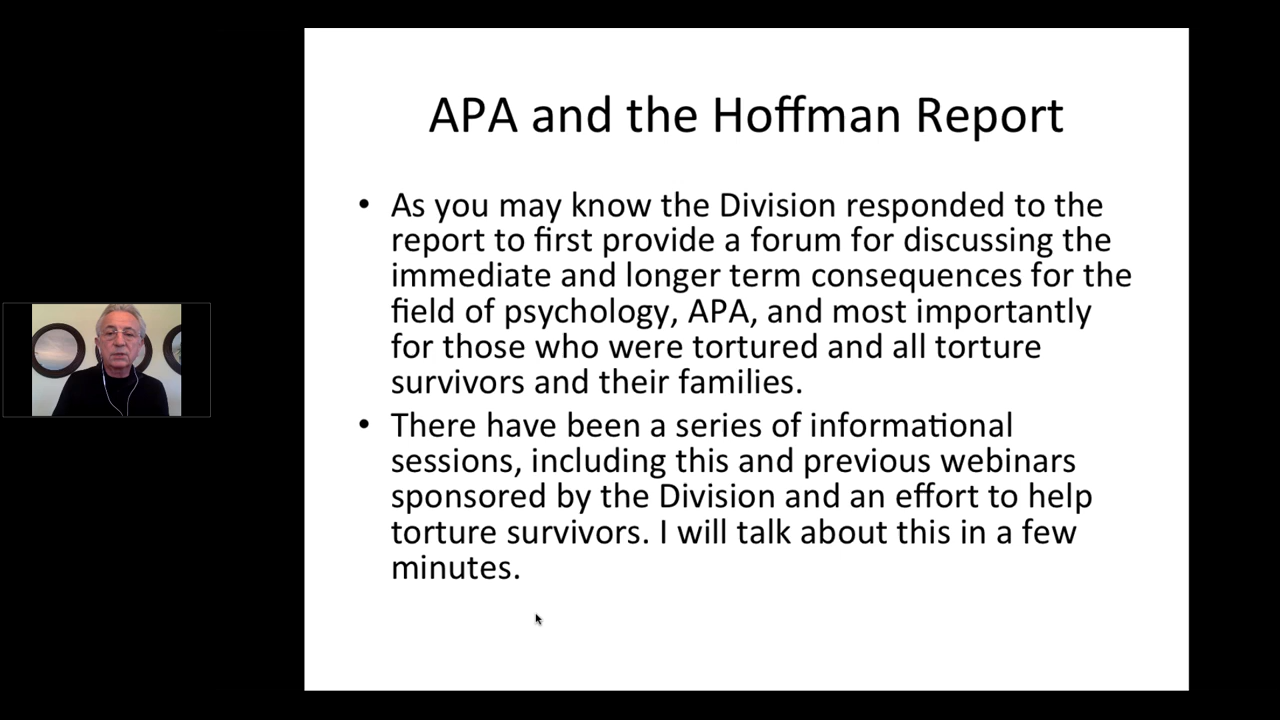 APA and the Hoffman Report
• As you may know the Division responded to the
report to first provide a forum for discussing the
immediate and longer term consequences for the
field of psychology, APA, and most importantly
for those who were tortured and all torture
survivors and their families.
• There have been a series of informational
sessions, including this and previous webinars
sponsored by the Division and an effort to help
torture survivors. I will talk about this in a few
minutes.